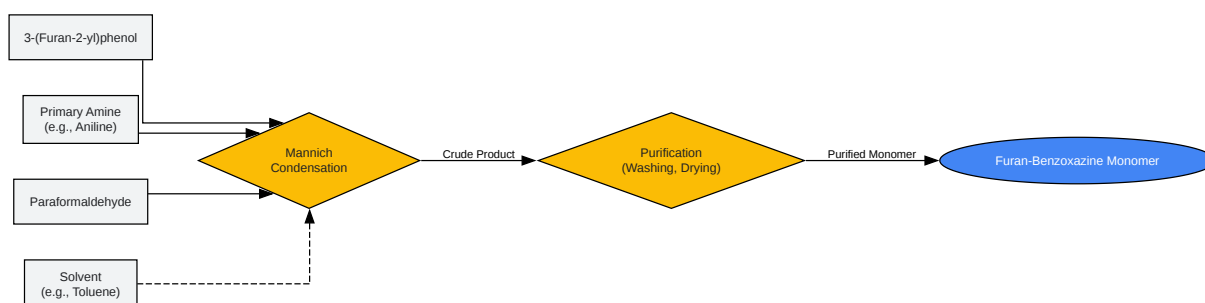 3-(Furan-2-yl)phenol
Primary Amine
(e.g., Aniline)
Paraformaldehyde
Solvent
(e.g., Toluene)
Mannich
Condensation
Crude Product
Purification
(Washing, Drying)
Purified Monomer
Furan-Benzoxazine Monomer